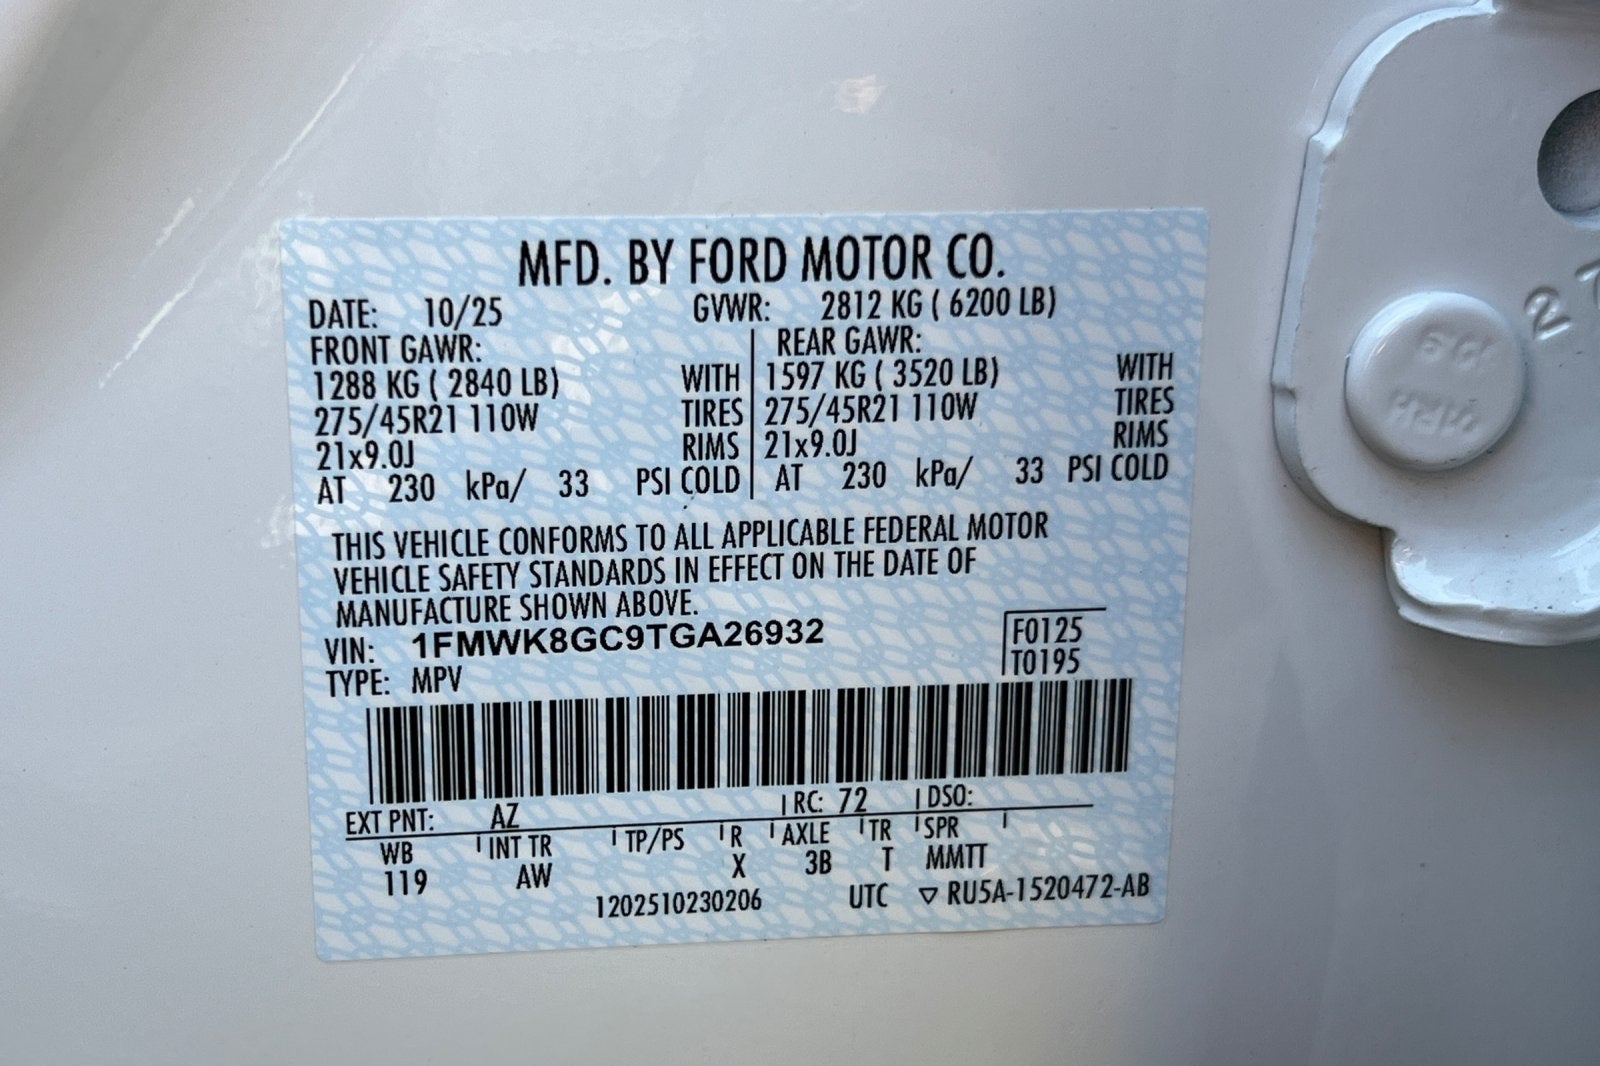 MFD. BY FORD MOTOR CO.
DATE: 10/25 GVWR: 2812 KG ( 6200 LB)
FRONT GAWR: REAR GAWR:
1288 KG ( 2840 LB) WITH 1597 KG ( 3520 LB) WITH
275/45R21 110W TIRES 275/45R21 110W TIRES
21x9.0J RIMS 21x9.0J RIMS
AT 230 kPa/ 33 PSI COLD AT 230 kPa/ 33 PSI COLD
THIS VEHICLE CONFORMS TO ALL APPLICABLE FEDERAL MOTOR
VEHICLE SAFETY STANDARDS IN EFFECT ON THE DATE OF
MANUFACTURE SHOWN ABOVE.
VIN: 1FMWK8GC9TGA26932 F0125
TYPE: MPV T0195
EXT PNT: AZ RC: 72 DSO:
WB INT TR TP/PS R AXLE TR SPR
119 AW X 3B T MMTT
1202510230206 UTC ▽ RU5A-1520472-AB